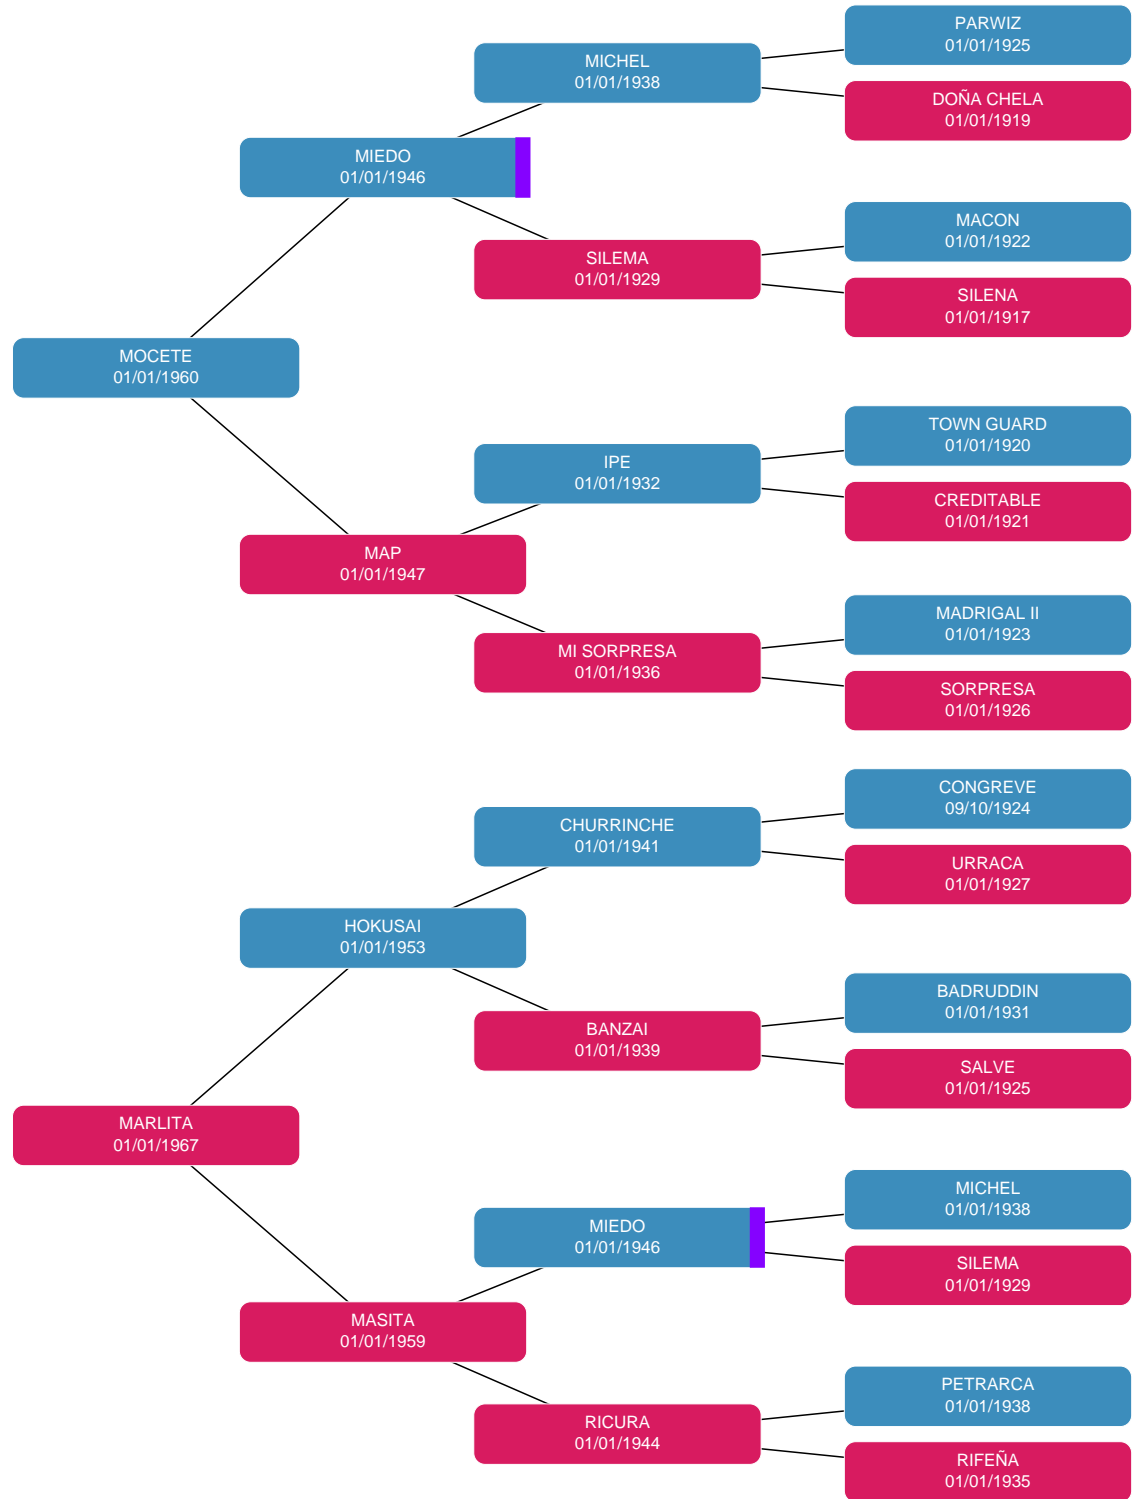 PARWIZ
01/01/1925
MICHEL
01/01/1938
DOÑA CHELA
01/01/1919
MIEDO
01/01/1946
MACON
01/01/1922
SILEMA
01/01/1929
SILENA
01/01/1917
MOCETE
01/01/1960
TOWN GUARD
01/01/1920
IPE
01/01/1932
CREDITABLE
01/01/1921
MAP
01/01/1947
MADRIGAL II
01/01/1923
MI SORPRESA
01/01/1936
SORPRESA
01/01/1926
CONGREVE
09/10/1924
CHURRINCHE
01/01/1941
URRACA
01/01/1927
HOKUSAI
01/01/1953
BADRUDDIN
01/01/1931
BANZAI
01/01/1939
SALVE
01/01/1925
MARLITA
01/01/1967
MICHEL
01/01/1938
MIEDO
01/01/1946
SILEMA
01/01/1929
MASITA
01/01/1959
PETRARCA
01/01/1938
RICURA
01/01/1944
RIFEÑA
01/01/1935